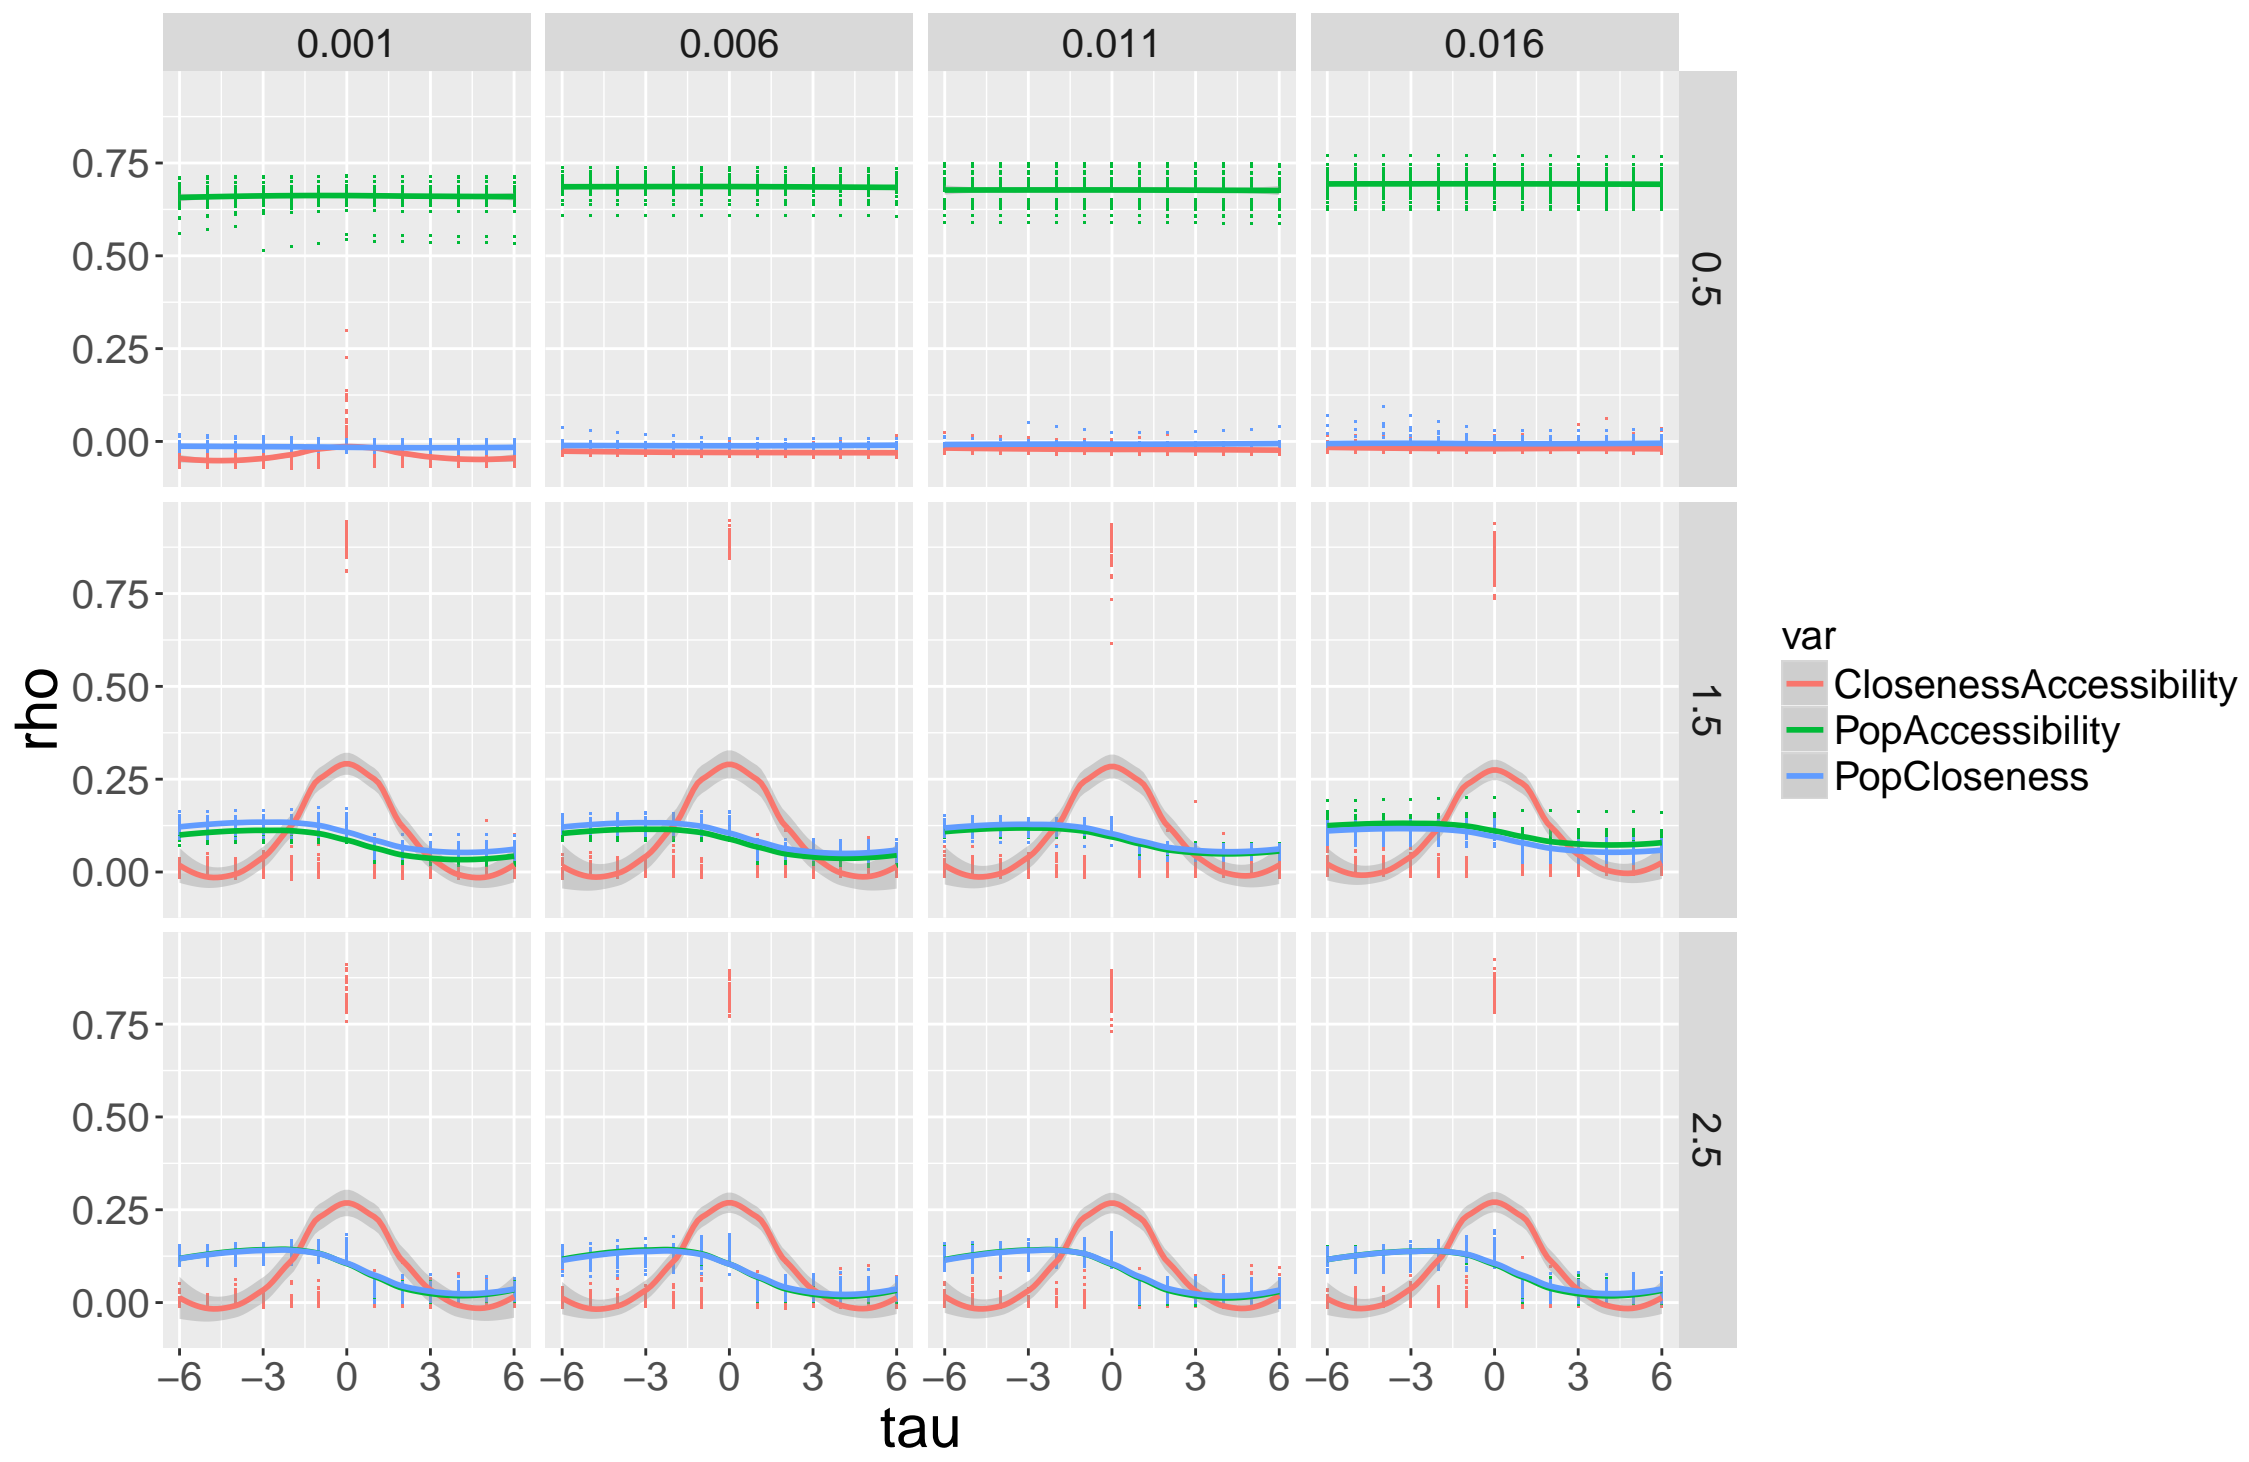 0.001 0.006 0.011 0.016
0.75
0.50
0.25
0.00
0.5
0.75
0.50
0.25
0.00
1.5
0.75
0.50
0.25
0.00
2.5
−6 −3 0 3 6 −6 −3 0 3 6 −6 −3 0 3 6 −6 −3 0 3 6
tau
rho
var
ClosenessAccessibility
PopAccessibility
PopCloseness